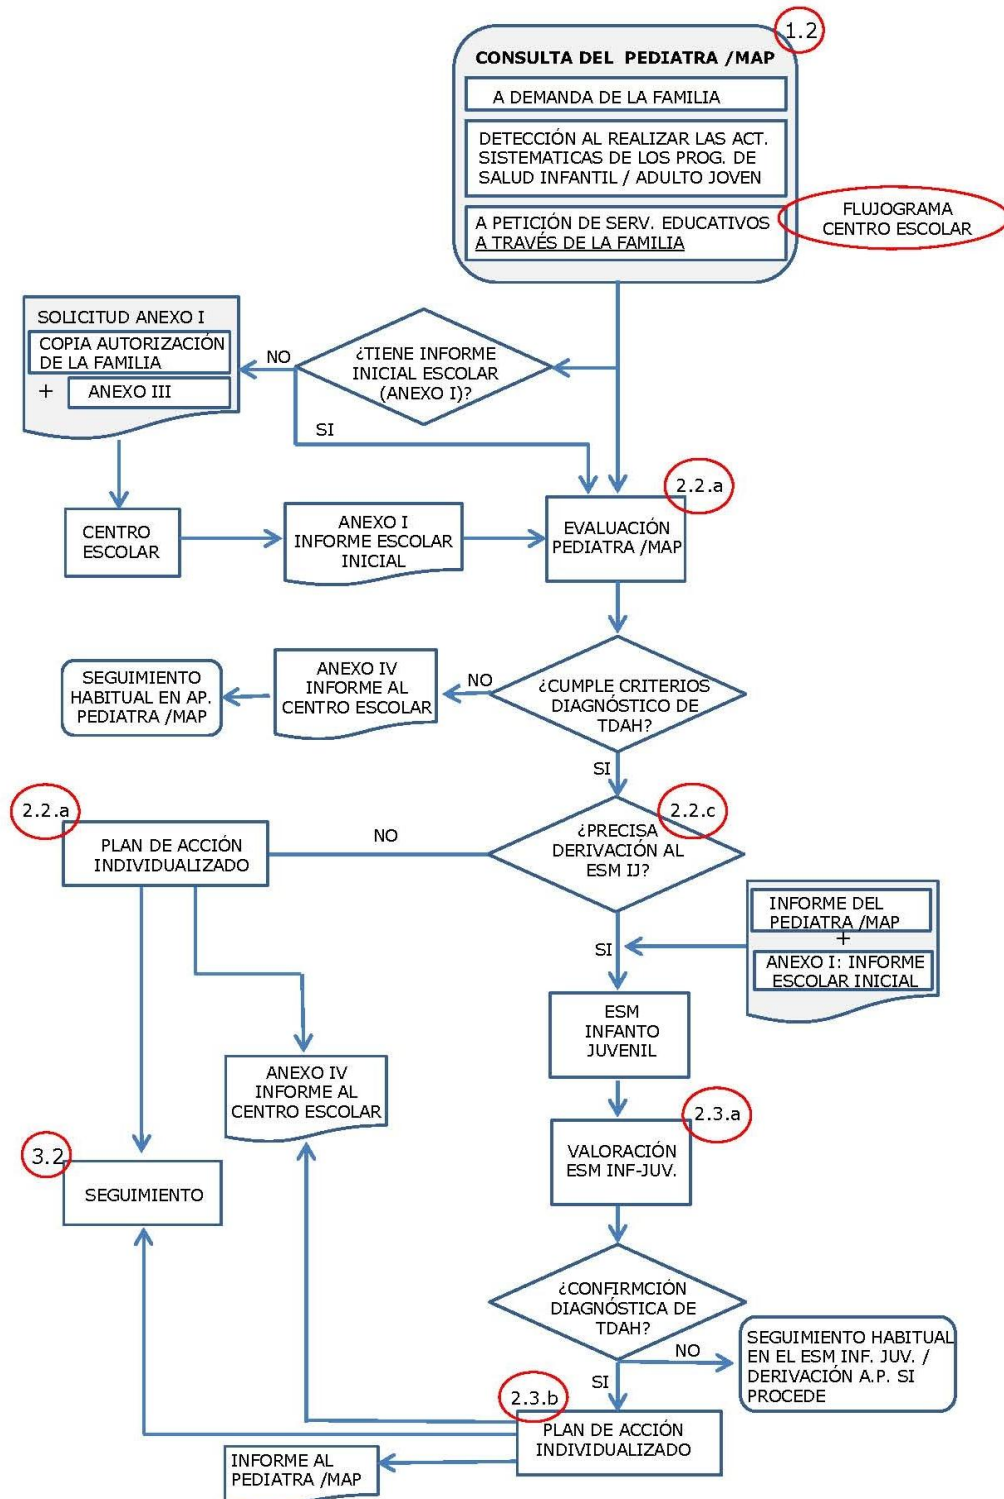 1.2
CONSULTA DEL PEDIATRA /MAP
A DEMANDA DE LA FAMILIA
DETECCIÓN AL REALIZAR LAS ACT.
SISTEMATICAS DE LOS PROG. DE
SALUD INFANTIL / ADULTO JOVEN
A PETICIÓN DE SERV. EDUCATIVOS
A TRAVÉS DE LA FAMILIA
FLUJOGRAMA
CENTRO ESCOLAR
SOLICITUD ANEXO I
COPIA AUTORIZACIÓN
DE LA FAMILIA
+
ANEXO III
NO
¿TIENE INFORME
INICIAL ESCOLAR
(ANEXO I)?
SI
2.2.a
CENTRO
ESCOLAR
ANEXO I
INFORME ESCOLAR
INICIAL
EVALUACIÓN
PEDIATRA /MAP
SEGUIMIENTO
HABITUAL EN AP.
PEDIATRA /MAP
ANEXO IV
INFORME AL
CENTRO ESCOLAR
NO
¿CUMPLE CRITERIOS
DIAGNÓSTICO DE
TDAH?
SI
2.2.a
PLAN DE ACCIÓN
INDIVIDUALIZADO
NO
2.2.c
¿PRECISA
DERIVACIÓN AL
ESM IJ?
SI
INFORME DEL
PEDIATRA /MAP
+
ANEXO I: INFORME
ESCOLAR INICIAL
ESM
INFANTO
JUVENIL
ANEXO IV
INFORME AL
CENTRO ESCOLAR
2.3.a
VALORACIÓN
ESM INF-JUV.
3.2
SEGUIMIENTO
¿CONFIRMCIÓN
DIAGNÓSTICA DE
TDAH?
NO
SEGUIMIENTO HABITUAL
EN EL ESM INF. JUV. /
DERIVACIÓN A.P. SI
PROCEDE
SI
2.3.b
PLAN DE ACCIÓN
INDIVIDUALIZADO
INFORME AL
PEDIATRA /MAP